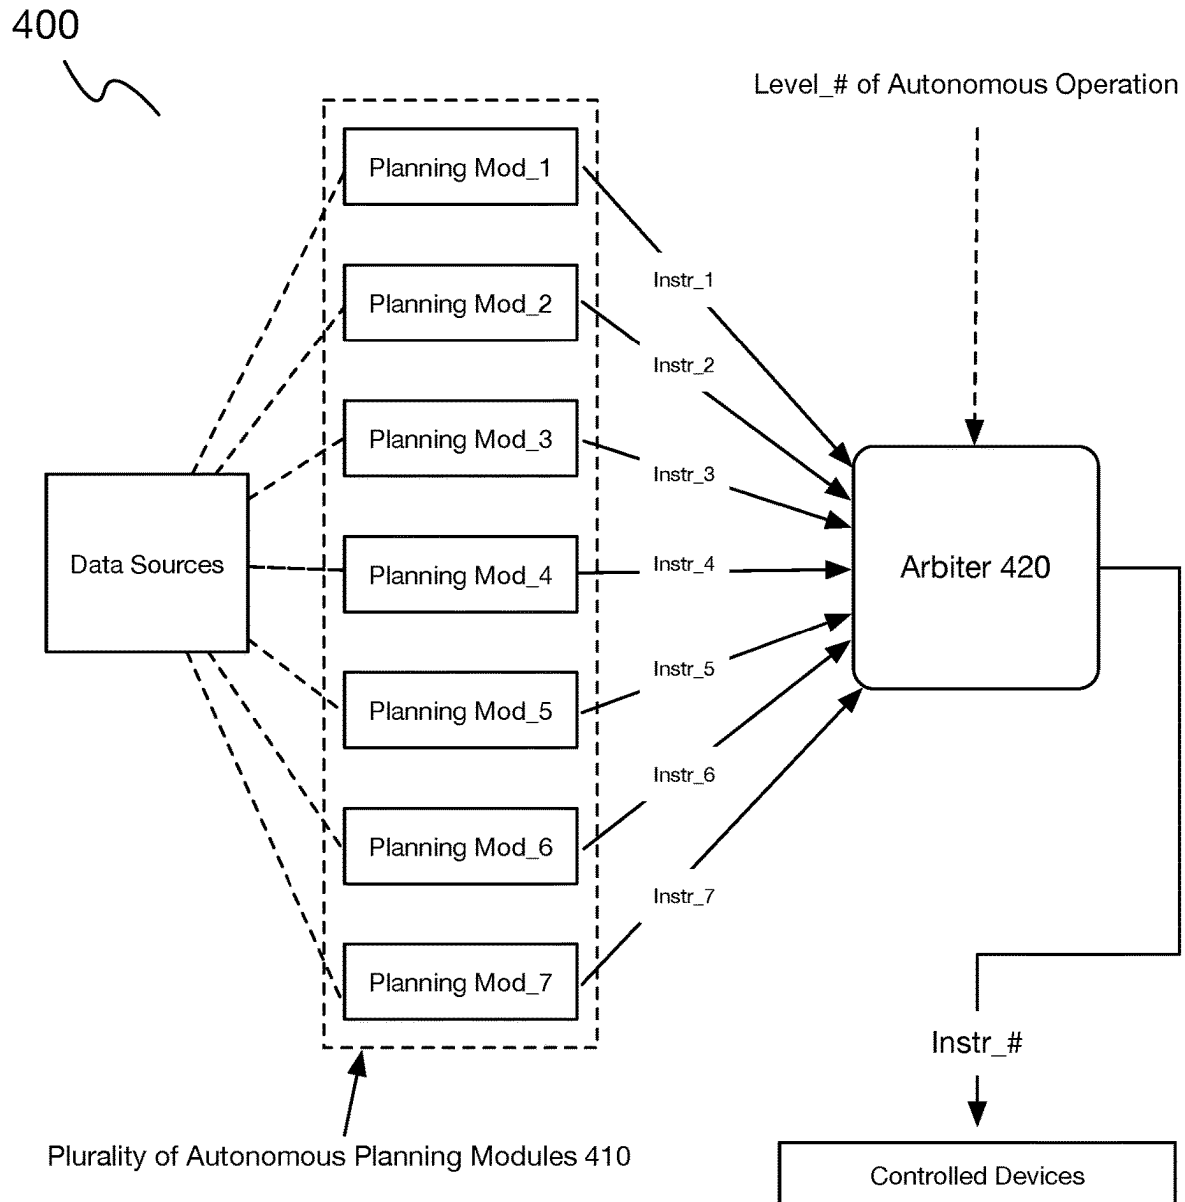 400
Level_# of Autonomous Operation
Planning Mod_1
Instr_1
Planning Mod_2
Instr_2
Planning Mod_3
Instr_3
Data Sources
Planning Mod_4
Instr_4
Arbiter 420
Planning Mod_5
Instr_5
Planning Mod_6
Instr_6
Planning Mod_7
Instr_7
Instr_#
Plurality of Autonomous Planning Modules 410
Controlled Devices